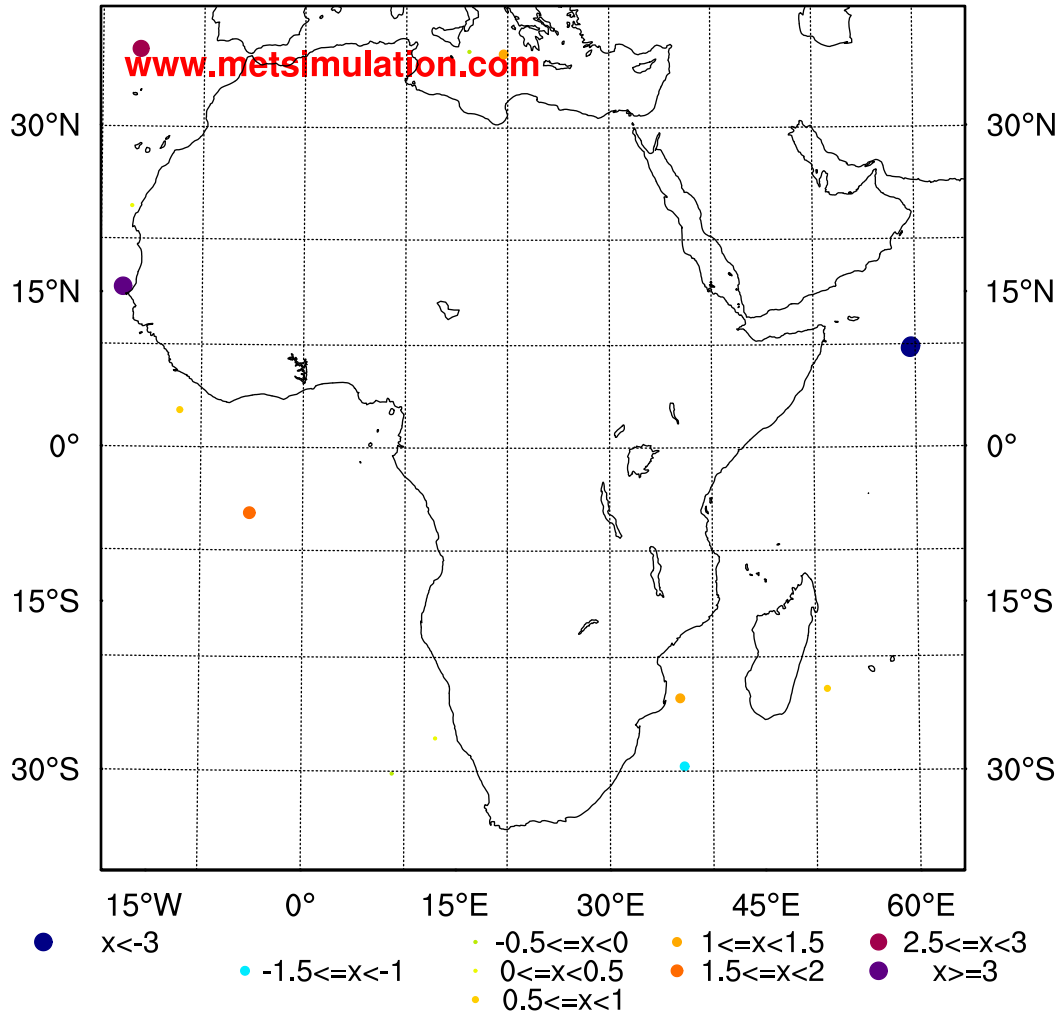 www.metsimulation.com
30°N 30°N
15°N 15°N
0° 0°
15°S 15°S
30°S 30°S
15°W 0° 15°E 30°E 45°E 60°E
x<-3 -0.5<=x<0 1<=x<1.5 2.5<=x<3
-1.5<=x<-1 0<=x<0.5 1.5<=x<2 x>=3
0.5<=x<1